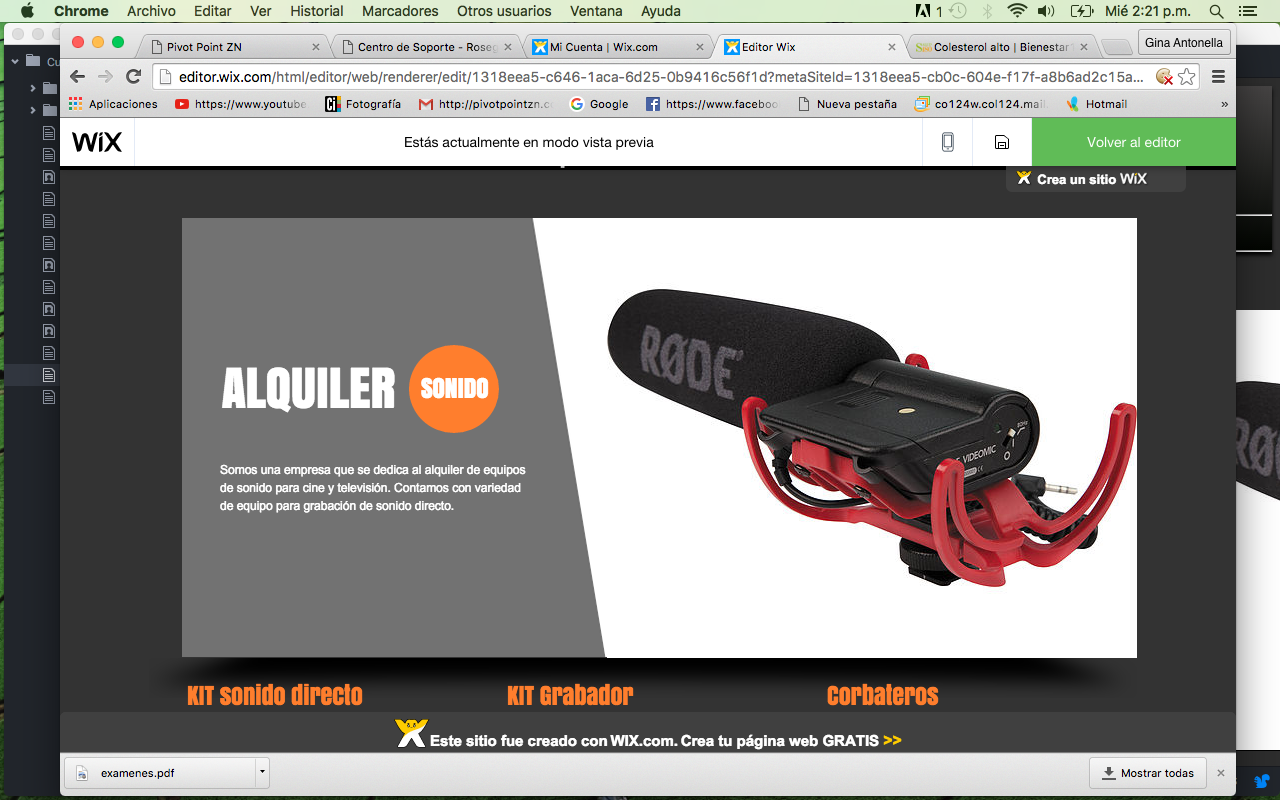 Chrome Archivo Editar Ver Historial Marcadores Otros usuarios Ventana Ayuda 1 Mié 2:21 p.m.
Pivot Point ZN Centro de Soporte - Rose Mi Cuenta | Wix.com Editor Wix Colesterol alto | Bienestar Gina Antonella
editor.wix.com/html/editor/web/renderer/edit/1318eea5-c646-1aca-6d25-0b9416c56f1d?metaSiteId=1318eea5-cb0c-604e-f17f-a8b6ad2c15a...
Aplicaciones https://www.youtube Fotografía http://pivotpointzn.co Google https://www.faceboo Nueva pestaña co124w.col124.mail Hotmail »
WiX Estás actualmente en modo vista previa Volver al editor
Crea un sitio WiX
Cu
ALQUILER SONIDO
Somos una empresa que se dedica al alquiler de equipos
de sonido para cine y televisión. Contamos con variedad
de equipo para grabación de sonido directo.
RØDE
VIDEOMIC
KIT sonido directo KIT Grabador Corbateros
Este sitio fue creado con WIX.com. Crea tu página web GRATIS >>
examenes.pdf Mostrar todas